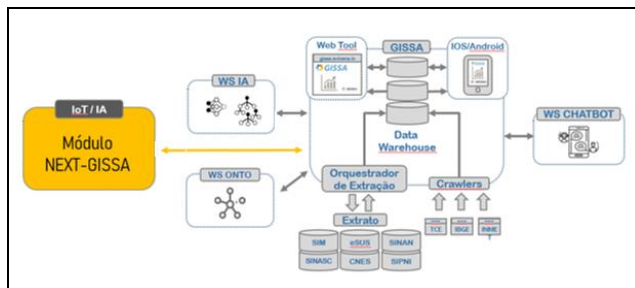 Web Tool
GISSA
IOS/Android
GISSA
WS IA
IoT / IA
Módulo
NEXT-GISSA
WS CHATBOT
Data
Warehouse
WS ONTO
Orquestrador
de Extração
Crawlers
Extrato
TCE
IBGE
INME
T
SIM
eSUS
SINAN
SINASC
CNES
SIPNI